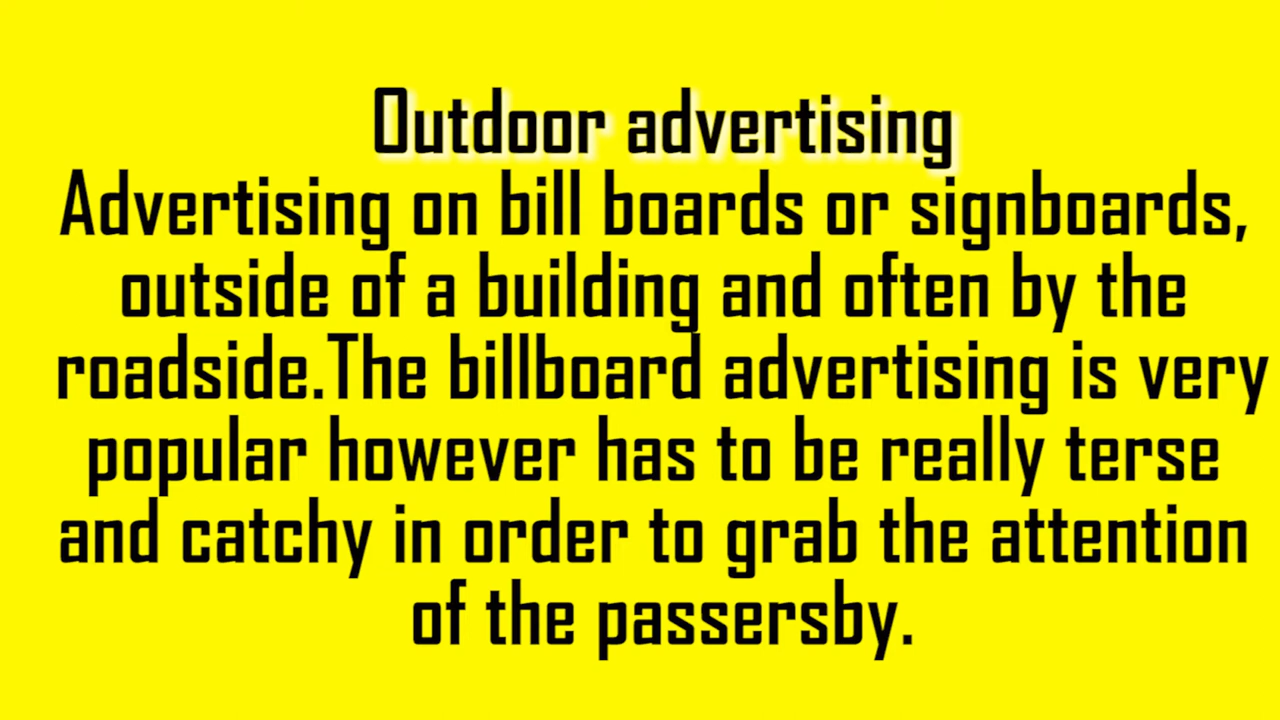 Outdoor advertising
Advertising on bill boards or signboards,
outside of a building and often by the
roadside.The billboard advertising is very
popular however has to be really terse
and catchy in order to grab the attention
of the passersby.